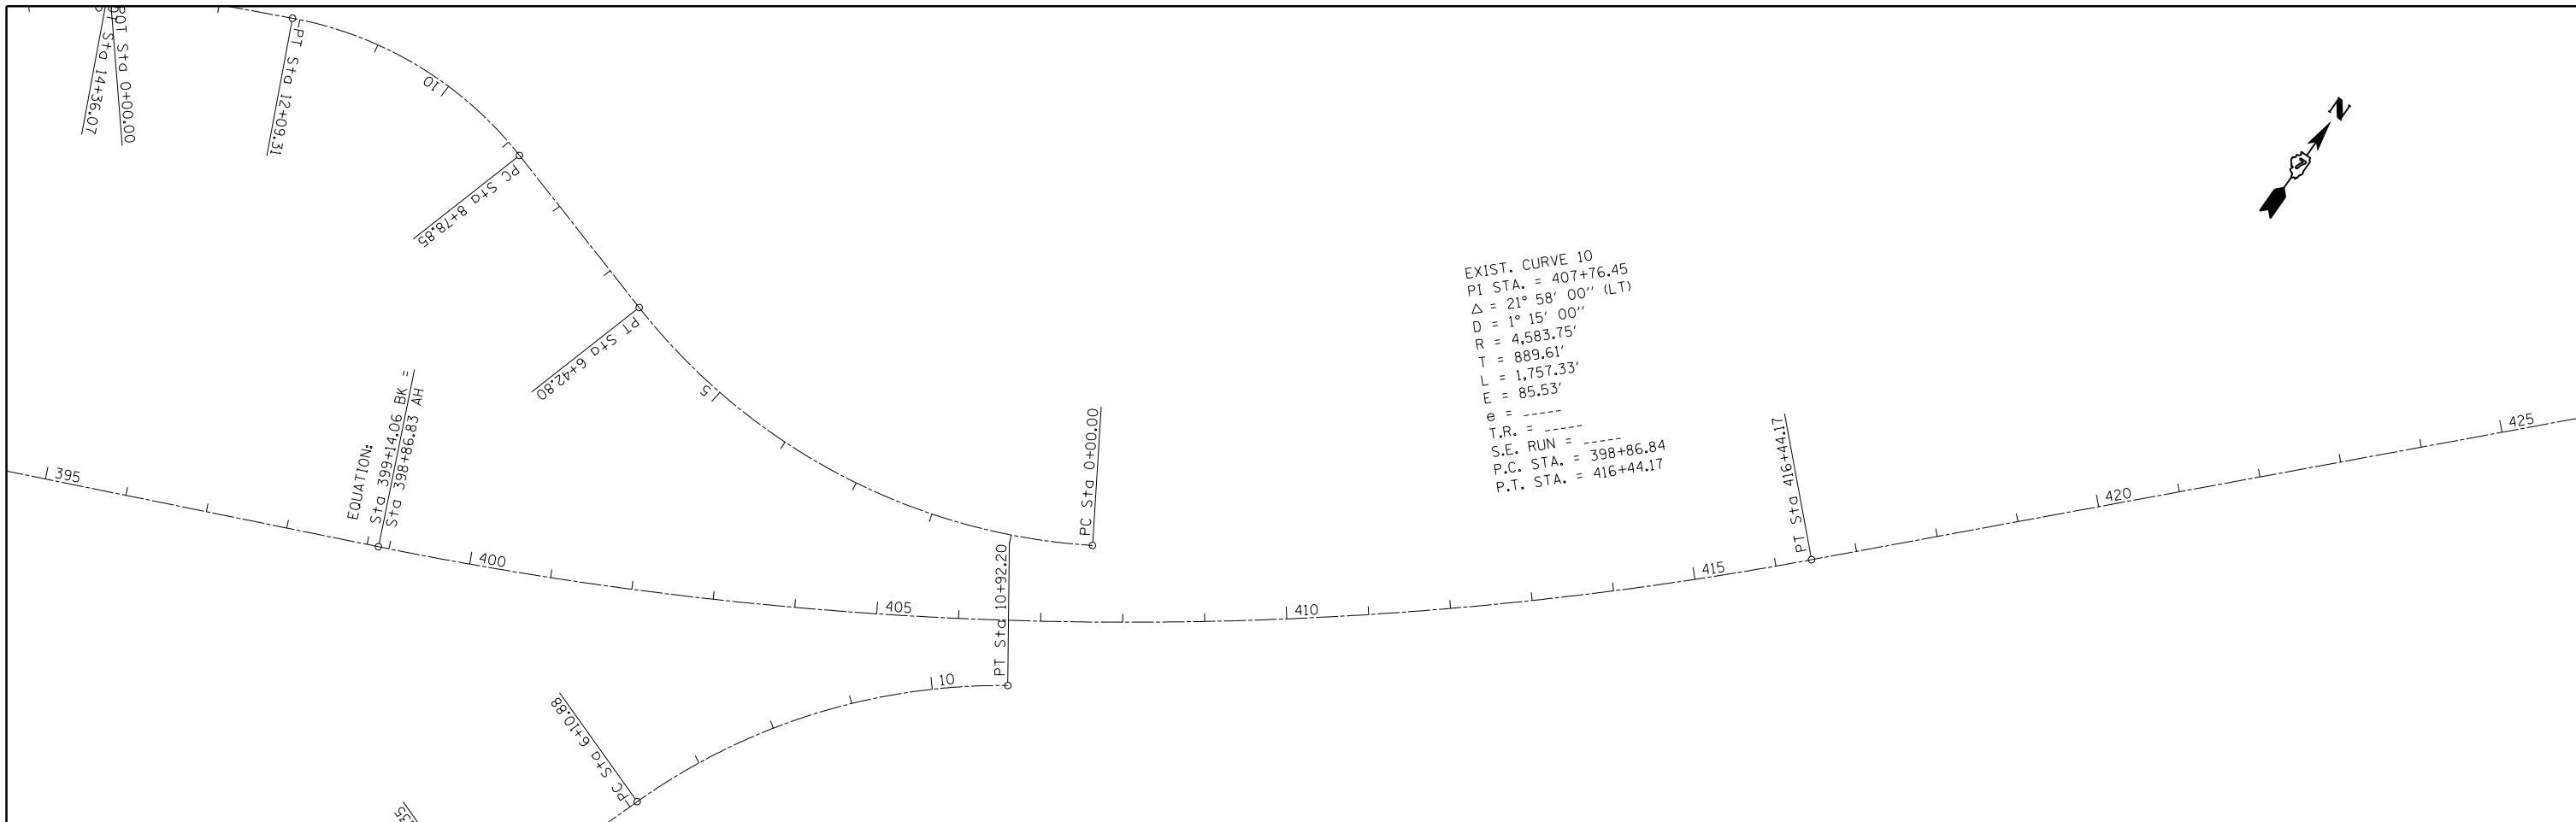 Sta 14+36.07
POT Sta 0+00.00
PT Sta 12+09.31
10
PC Sta 8+78.85
PT Sta 6+42.80
5
PC Sta 0+00.00
EQUATION:
Sta 399+14.06 BK =
Sta 398+86.83 AH
395
400
405
410
415
420
425
PT Sta 10+92.20
10
PC Sta 6+10.88
PT Sta 416+44.17
EXIST. CURVE 10
PI STA. = 407+76.45
Δ = 21° 58' 00'' (LT)
D = 1° 15' 00''
R = 4,583.75'
T = 889.61'
L = 1,757.33'
E = 85.53'
e = -----
T.R. = -----
S.E. RUN = -----
P.C. STA. = 398+86.84
P.T. STA. = 416+44.17
N